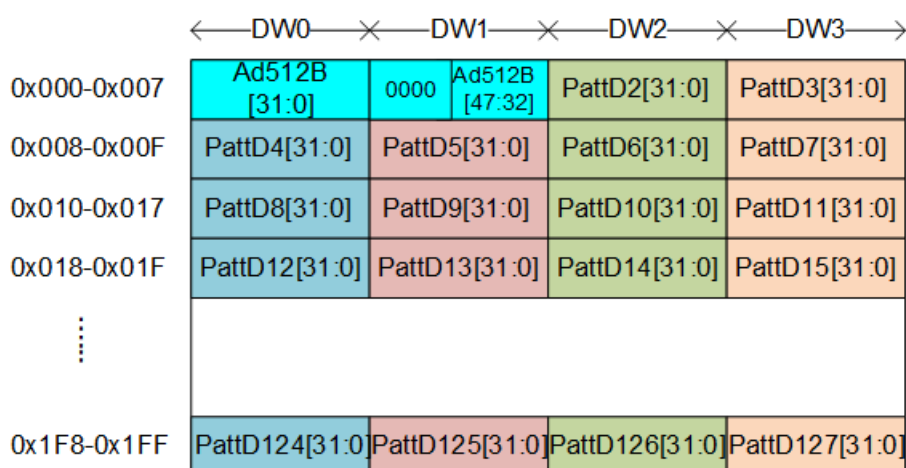 DW0 DW1 DW2 DW3
0x000-0x007 Ad512B [31:0] 0000 Ad512B [47:32] PattD2[31:0] PattD3[31:0]
0x008-0x00F PattD4[31:0] PattD5[31:0] PattD6[31:0] PattD7[31:0]
0x010-0x017 PattD8[31:0] PattD9[31:0] PattD10[31:0] PattD11[31:0]
0x018-0x01F PattD12[31:0] PattD13[31:0] PattD14[31:0] PattD15[31:0]
0x1F8-0x1FF PattD124[31:0] PattD125[31:0] PattD126[31:0] PattD127[31:0]